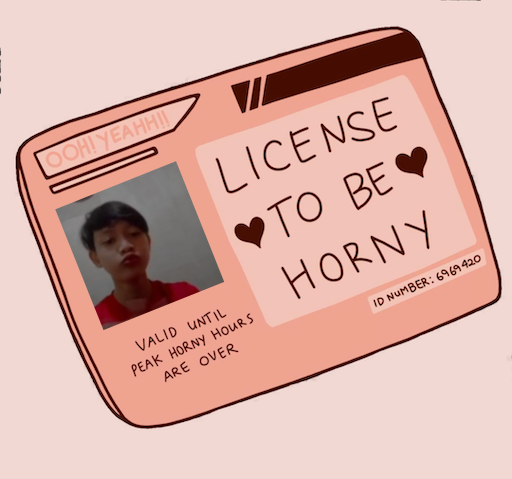 OOH! YEAHH!!
LICENSE
TO BE
HORNY
ID NUMBER: 6969420
VALID UNTIL
PEAK HORNY HOURS
ARE OVER